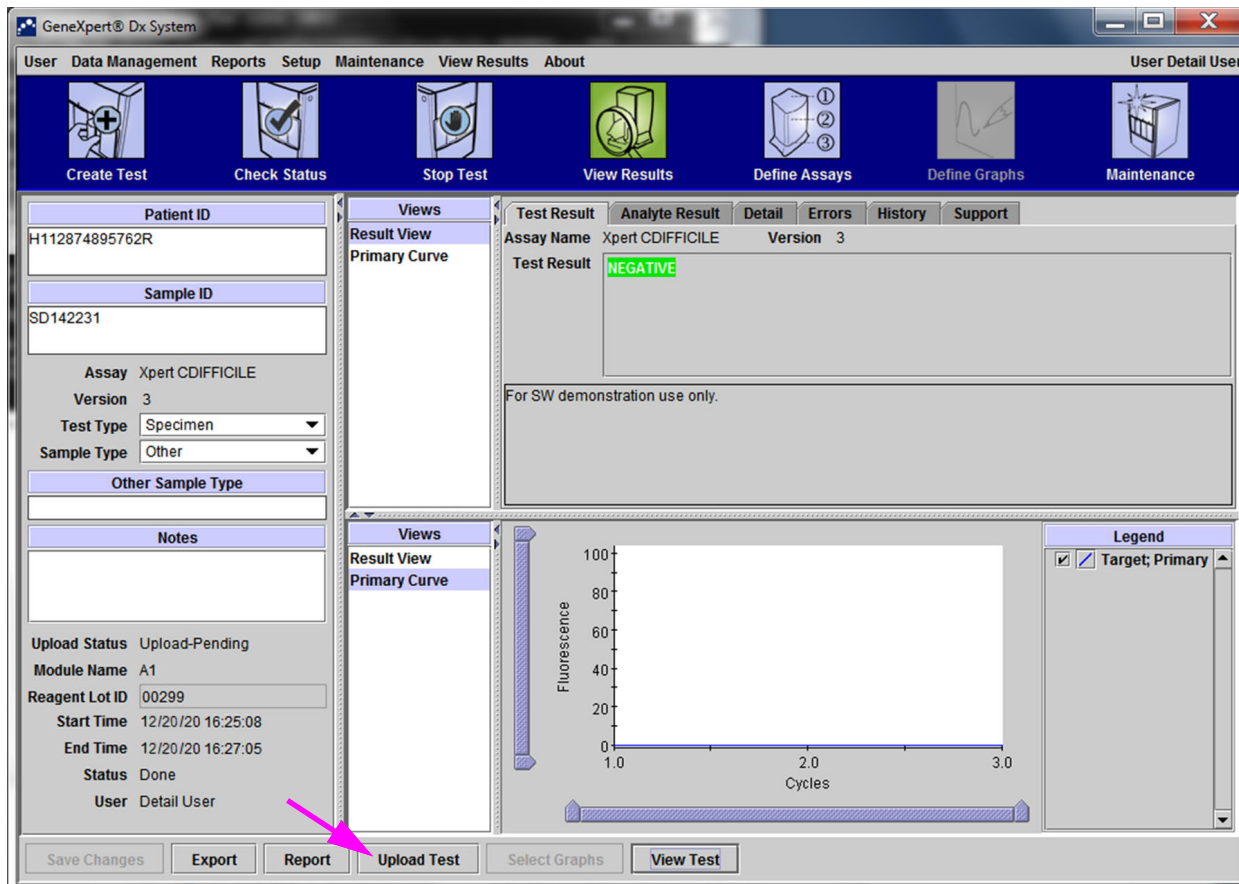 GeneXpert® Dx System
User Data Management Reports Setup Maintenance View Results About User Detail User
Create Test Check Status Stop Test View Results Define Assays Define Graphs Maintenance
Patient ID
H112874895762R
Sample ID
SD142231
Assay Xpert CDIFFICILE
Version 3
Test Type Specimen
Sample Type Other
Other Sample Type
Notes
Upload Status Upload-Pending
Module Name A1
Reagent Lot ID 00299
Start Time 12/20/20 16:25:08
End Time 12/20/20 16:27:05
Status Done
User Detail User
Views
Result View
Primary Curve
Test Result Analyte Result Detail Errors History Support
Assay Name Xpert CDIFFICILE Version 3
Test Result NEGATIVE
For SW demonstration use only.
Views
Result View
Primary Curve
100
80
60
40
20
0
Fluorescence
1.0 2.0 3.0
Cycles
Legend
Target; Primary
Save Changes Export Report Upload Test Select Graphs View Test
① 
② 
③